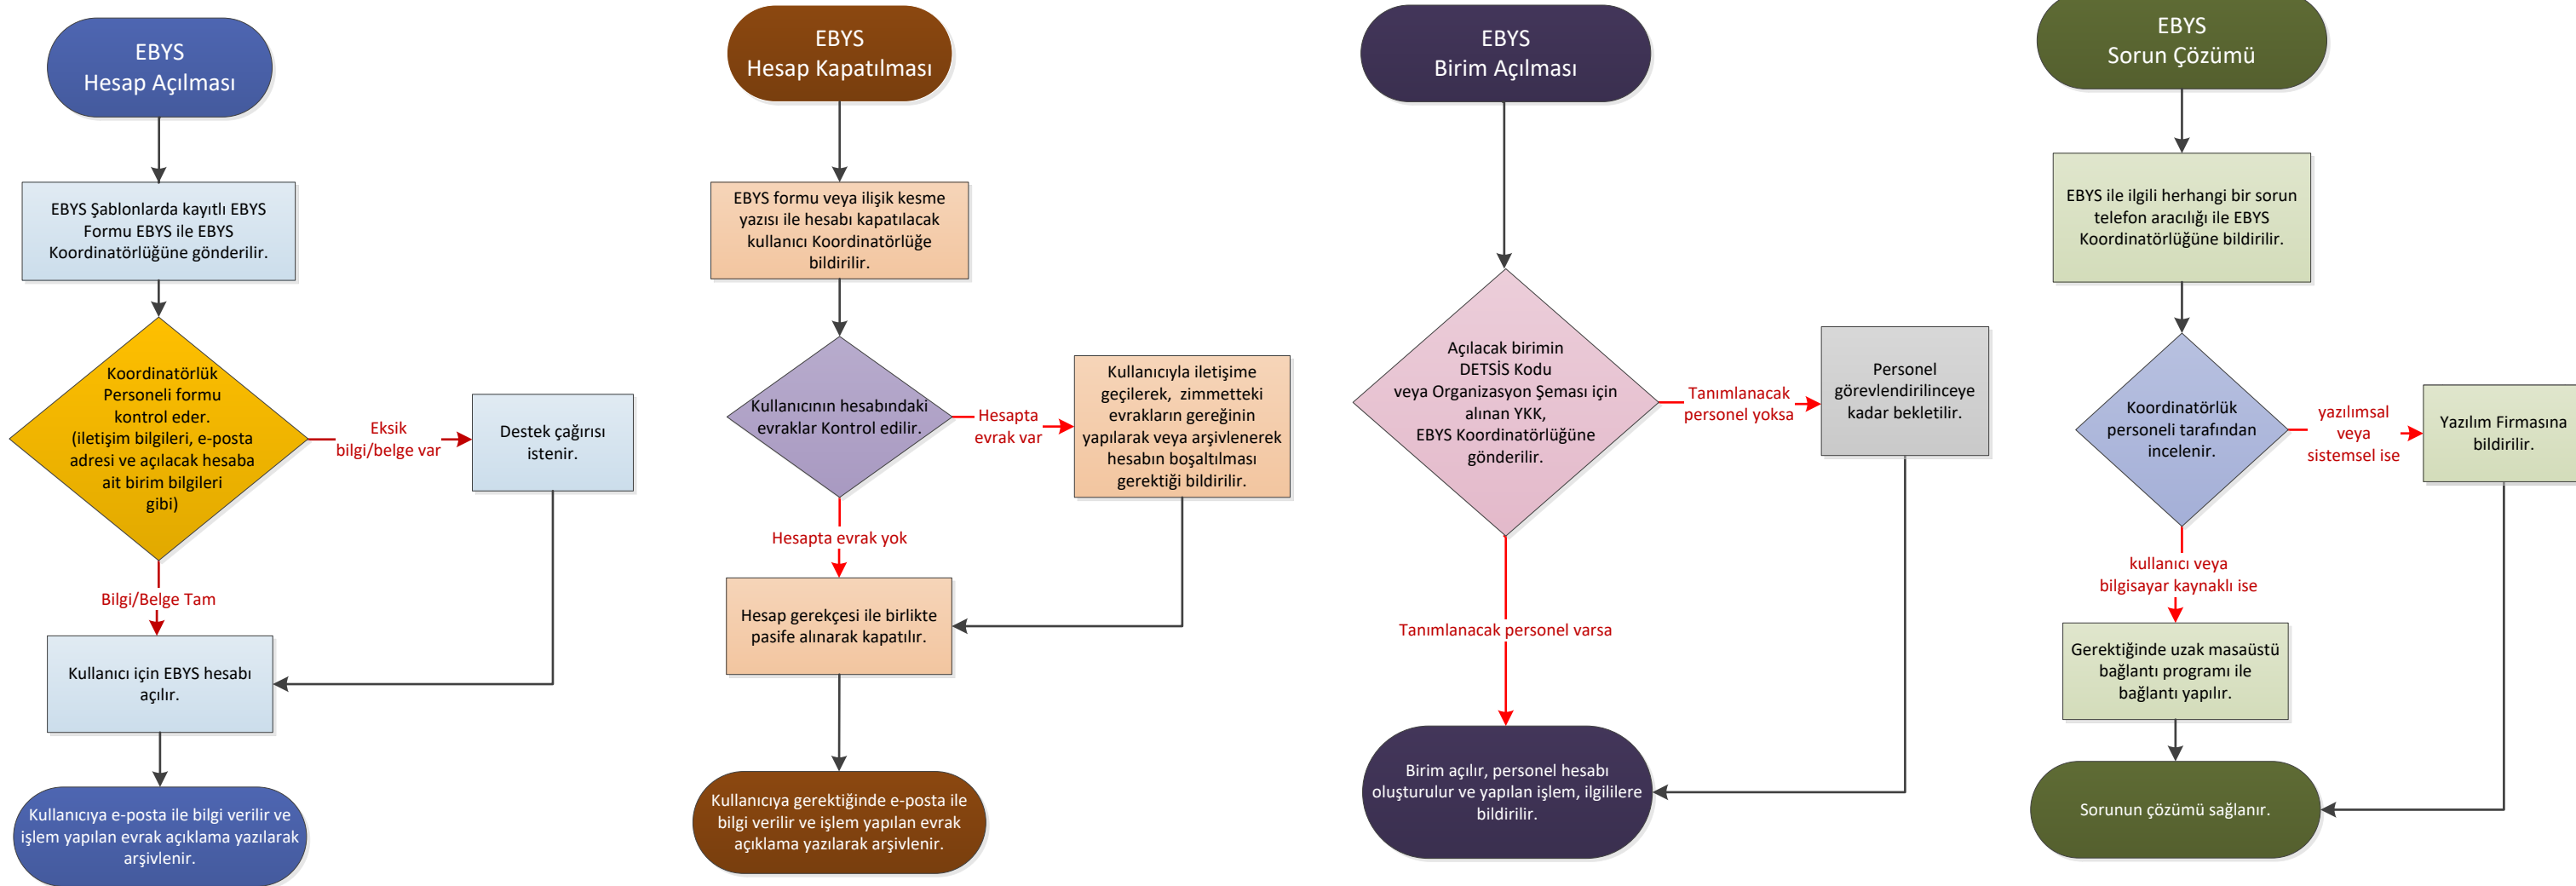 EBYS
Hesap Açılması
EBYS Şablonlarda kayıtlı EBYS
Formu EBYS ile EBYS
Koordinatörlüğüne gönderilir.
Koordinatörlük
Personeli formu
kontrol eder.
(iletişim bilgileri, e-posta
adresi ve açılacak hesaba
ait birim bilgileri
gibi)
Eksik
bilgi/belge var
Destek çağırısı
istenir.
Bilgi/Belge Tam
Kullanıcı için EBYS hesabı
açılır.
Kullanıcıya e-posta ile bilgi verilir ve
işlem yapılan evrak açıklama yazılarak
arşivlenir.
EBYS
Hesap Kapatılması
EBYS formu veya ilişik kesme
yazısı ile hesabı kapatılacak
kullanıcı Koordinatörlüğe
bildirilir.
Kullanıcının hesabındaki
evraklar Kontrol edilir.
Hesapta
evrak var
Kullanıcıyla iletişime
geçilerek, zimmetteki
evrakların gereğinin
yapılarak veya arşivlenerek
hesabın boşaltılması
gerektiği bildirilir.
Hesapta evrak yok
Hesap gerekçesi ile birlikte
pasife alınarak kapatılır.
Kullanıcıya gerektiğinde e-posta ile
bilgi verilir ve işlem yapılan evrak
açıklama yazılarak arşivlenir.
EBYS
Birim Açılması
Açılacak birimin
DETSİS Kodu
veya Organizasyon Şeması için
alınan YKK,
EBYS Koordinatörlüğüne
gönderilir.
Tanımlanacak
personel yoksa
Personel
görevlendirilinceye
kadar bekletilir.
Tanımlanacak personel varsa
Birim açılır, personel hesabı
oluşturulur ve yapılan işlem, ilgililere
bildirilir.
EBYS
Sorun Çözümü
EBYS ile ilgili herhangi bir sorun
telefon aracılığı ile EBYS
Koordinatörlüğüne bildirilir.
Koordinatörlük
personeli tarafından
incelenir.
yazılımsal
veya
sistemsel ise
Yazılım Firmasına
bildirilir.
kullanıcı veya
bilgisayar kaynaklı ise
Gerektiğinde uzak masaüstü
bağlantı programı ile
bağlantı yapılır.
Sorunun çözümü sağlanır.